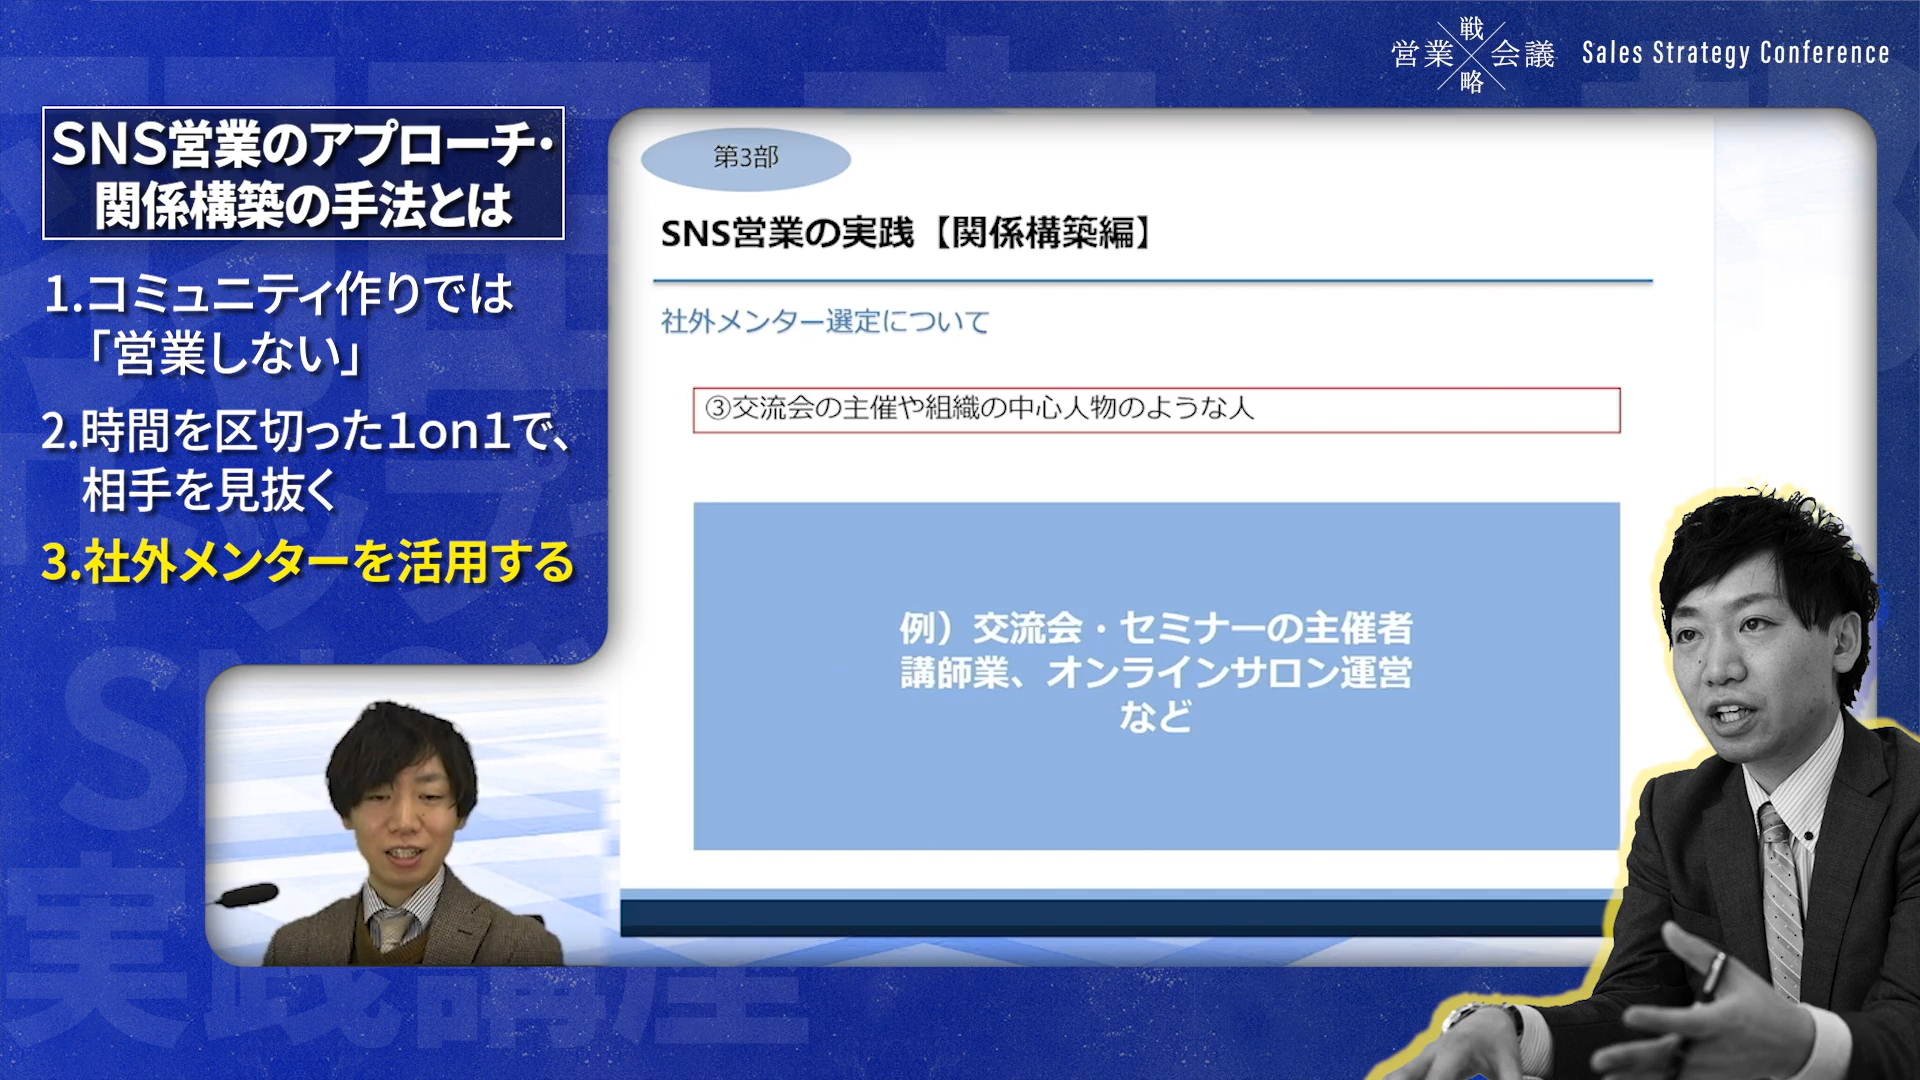 営業戦略会議 Sales Strategy Conference
SNS営業のアプローチ・
関係構築の手法とは
1.コミュニティ作りでは
「営業しない」
2.時間を区切った1on1で、
相手を見抜く
3.社外メンターを活用する
第3部
SNS営業の実践【関係構築編】
社外メンター選定について
③交流会の主催や組織の中心人物のような人
例）交流会・セミナーの主催者
講師業、オンラインサロン運営
など
実践講座